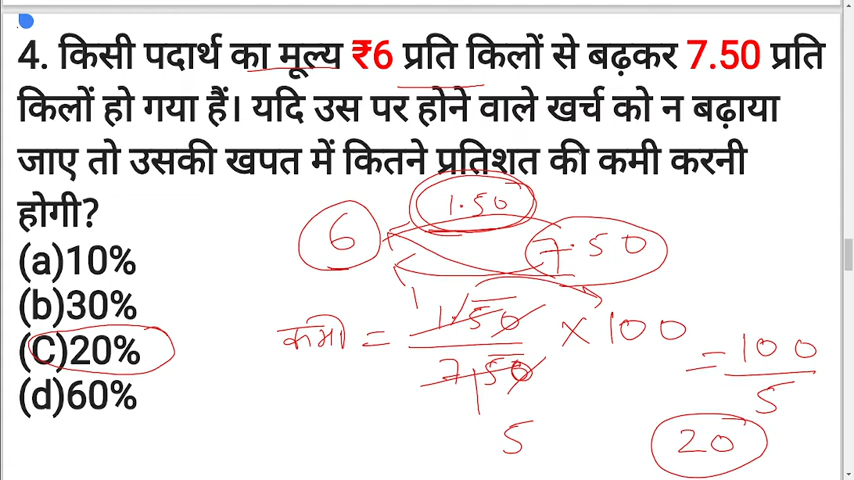 4. किसी पदार्थ का मूल्य ₹6 प्रति किलों से बढ़कर 7.50 प्रति
किलों हो गया हैं। यदि उस पर होने वाले खर्च को न बढ़ाया
जाए तो उसकी खपत में कितने प्रतिशत की कमी करनी
होगी?
(a)10%
(b)30%
(C)20%
(d)60%
1.50
6
7.50
1
कमी = 1.50 × 100
7.50
5
= 100
5
20